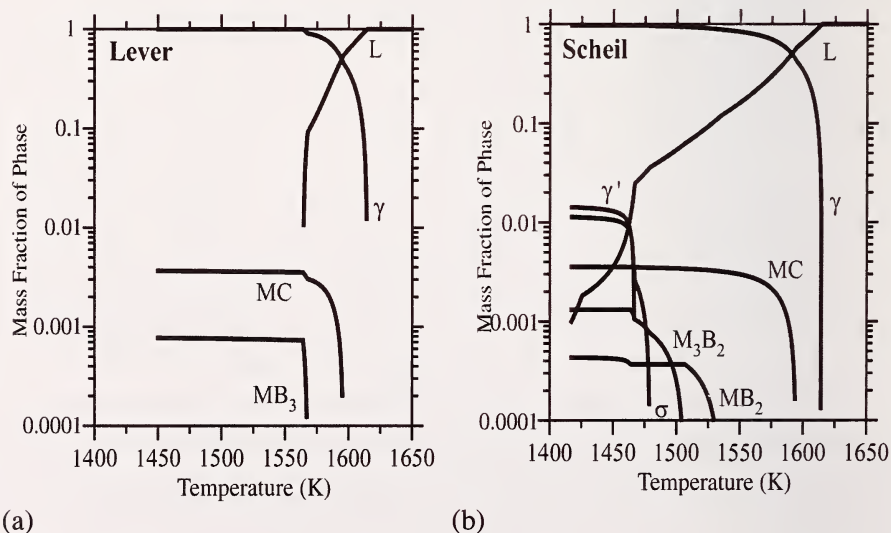 Lever
L
γ
MC
MB3
1
0.1
0.01
0.001
0.0001
Mass Fraction of Phase
1400 1450 1500 1550 1600 1650
Temperature (K)
(a)
Scheil
L
γ'
γ
MC
M3B2
MB2
σ
1
0.1
0.01
0.001
0.0001
Mass Fraction of Phase
1400 1450 1500 1550 1600 1650
Temperature (K)
(b)